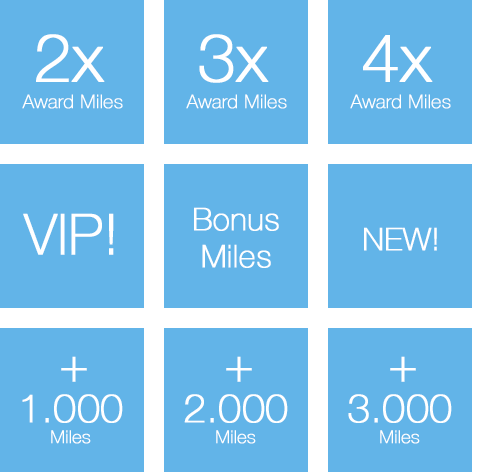 2x
Award Miles
3x
Award Miles
4x
Award Miles
VIP!
Bonus
Miles
NEW!
+
1.000
Miles
+
2.000
Miles
+
3.000
Miles